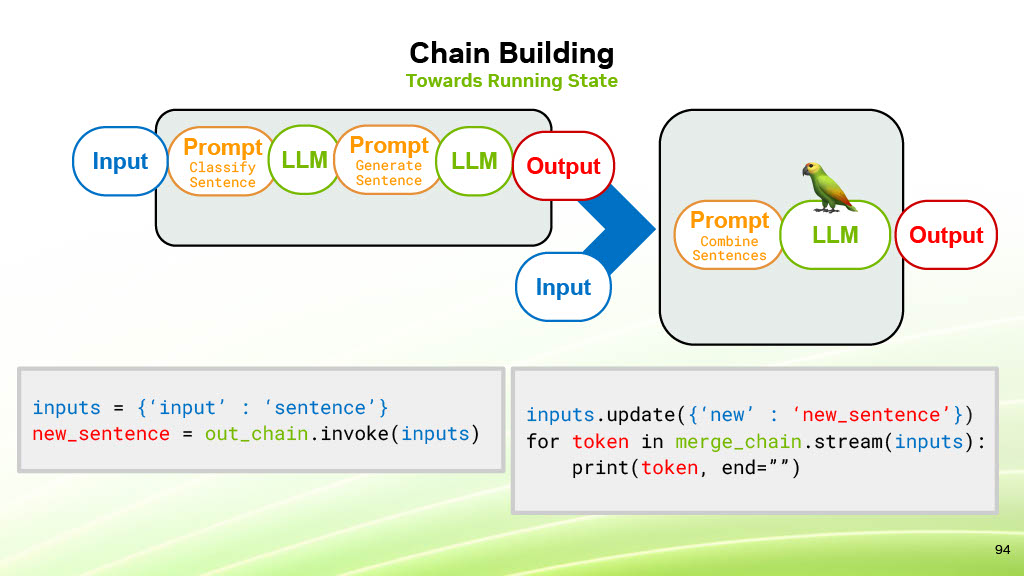 Chain Building
Towards Running State
Input
Prompt
Classify
Sentence
LLM
Prompt
Generate
Sentence
LLM
Output
Input
Prompt
Combine
Sentences
LLM
Output
inputs = {‘input’ : ‘sentence’}
new_sentence = out_chain.invoke(inputs)
inputs.update({‘new’ : ‘new_sentence’})
for token in merge_chain.stream(inputs):
    print(token, end=””)
94